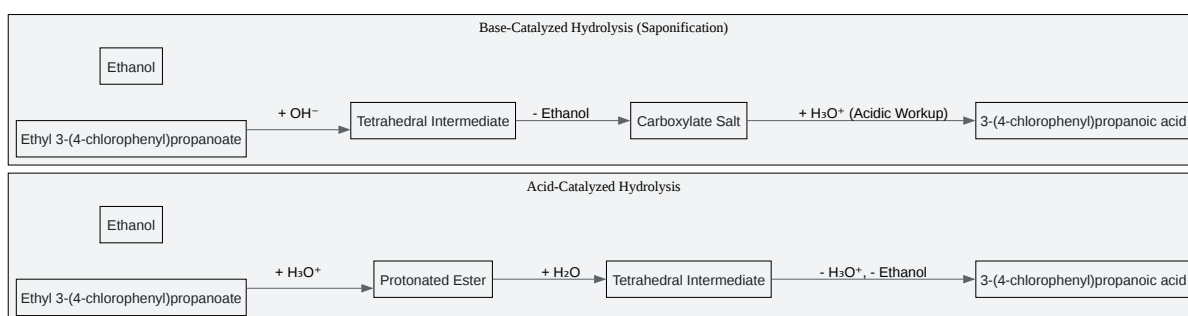 Base-Catalyzed Hydrolysis (Saponification)
Ethanol
Ethyl 3-(4-chlorophenyl)propanoate
+ OH⁻
Tetrahedral Intermediate
- Ethanol
Carboxylate Salt
+ H₃O⁺ (Acidic Workup)
3-(4-chlorophenyl)propanoic acid
Acid-Catalyzed Hydrolysis
Ethanol
Ethyl 3-(4-chlorophenyl)propanoate
+ H₃O⁺
Protonated Ester
+ H₂O
Tetrahedral Intermediate
- H₃O⁺, - Ethanol
3-(4-chlorophenyl)propanoic acid